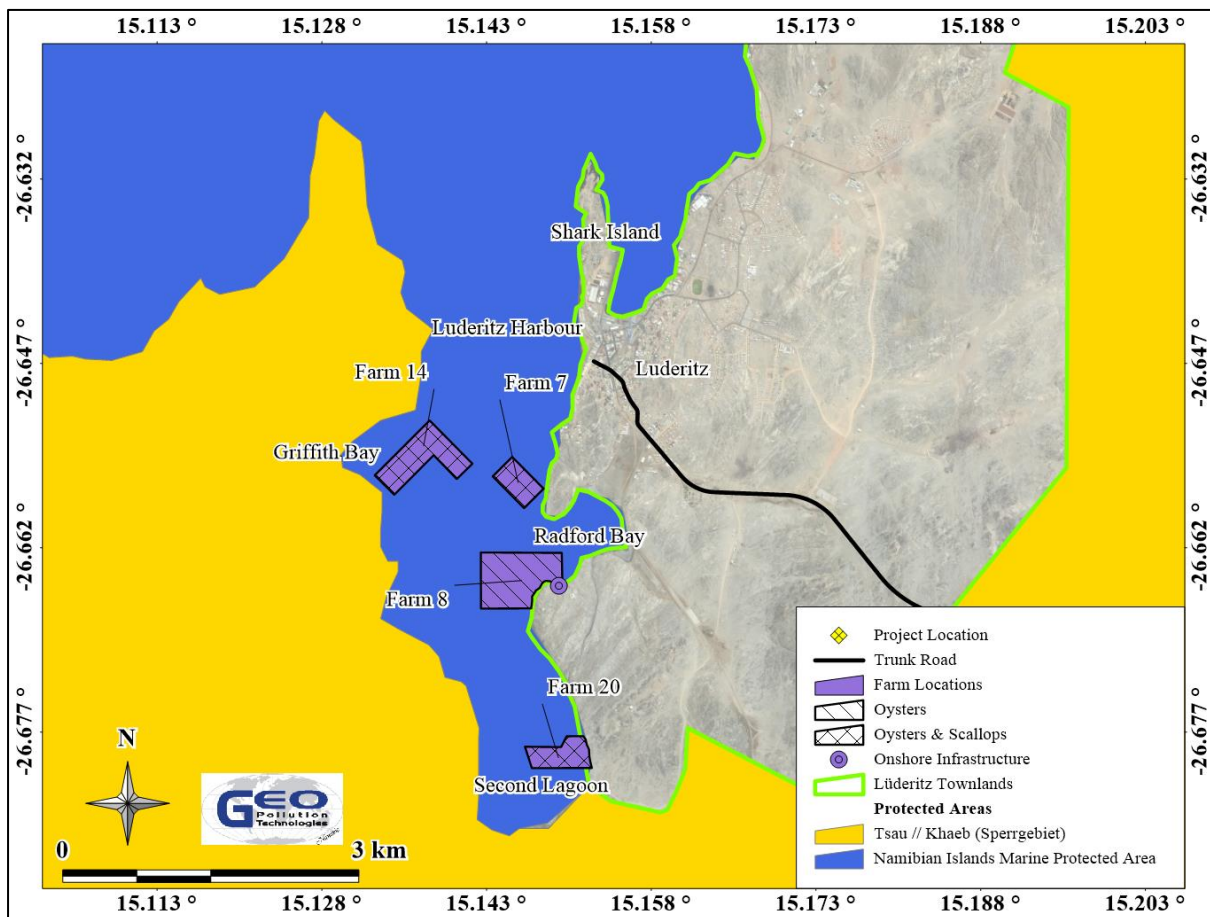 15.113 ° 15.128 ° 15.143 ° 15.158 ° 15.173 ° 15.188 ° 15.203 °
-26.632 ° -26.632 °
Shark Island
Luderitz Harbour
-26.647 ° -26.647 °
Luderitz
Farm 14
Farm 7
Griffith Bay
Radford Bay
-26.662 ° -26.662 °
Farm 8
Farm 20
-26.677 ° -26.677 °
Second Lagoon
N
GEO
Pollution
Technologies
0 3 km
Project Location
Trunk Road
Farm Locations
Oysters
Oysters & Scallops
Onshore Infrastructure
Lüderitz Townlands
Protected Areas
Tsau // Khaeb (Sperrgebiet)
Namibian Islands Marine Protected Area
15.113 ° 15.128 ° 15.143 ° 15.158 ° 15.173 ° 15.188 ° 15.203 °